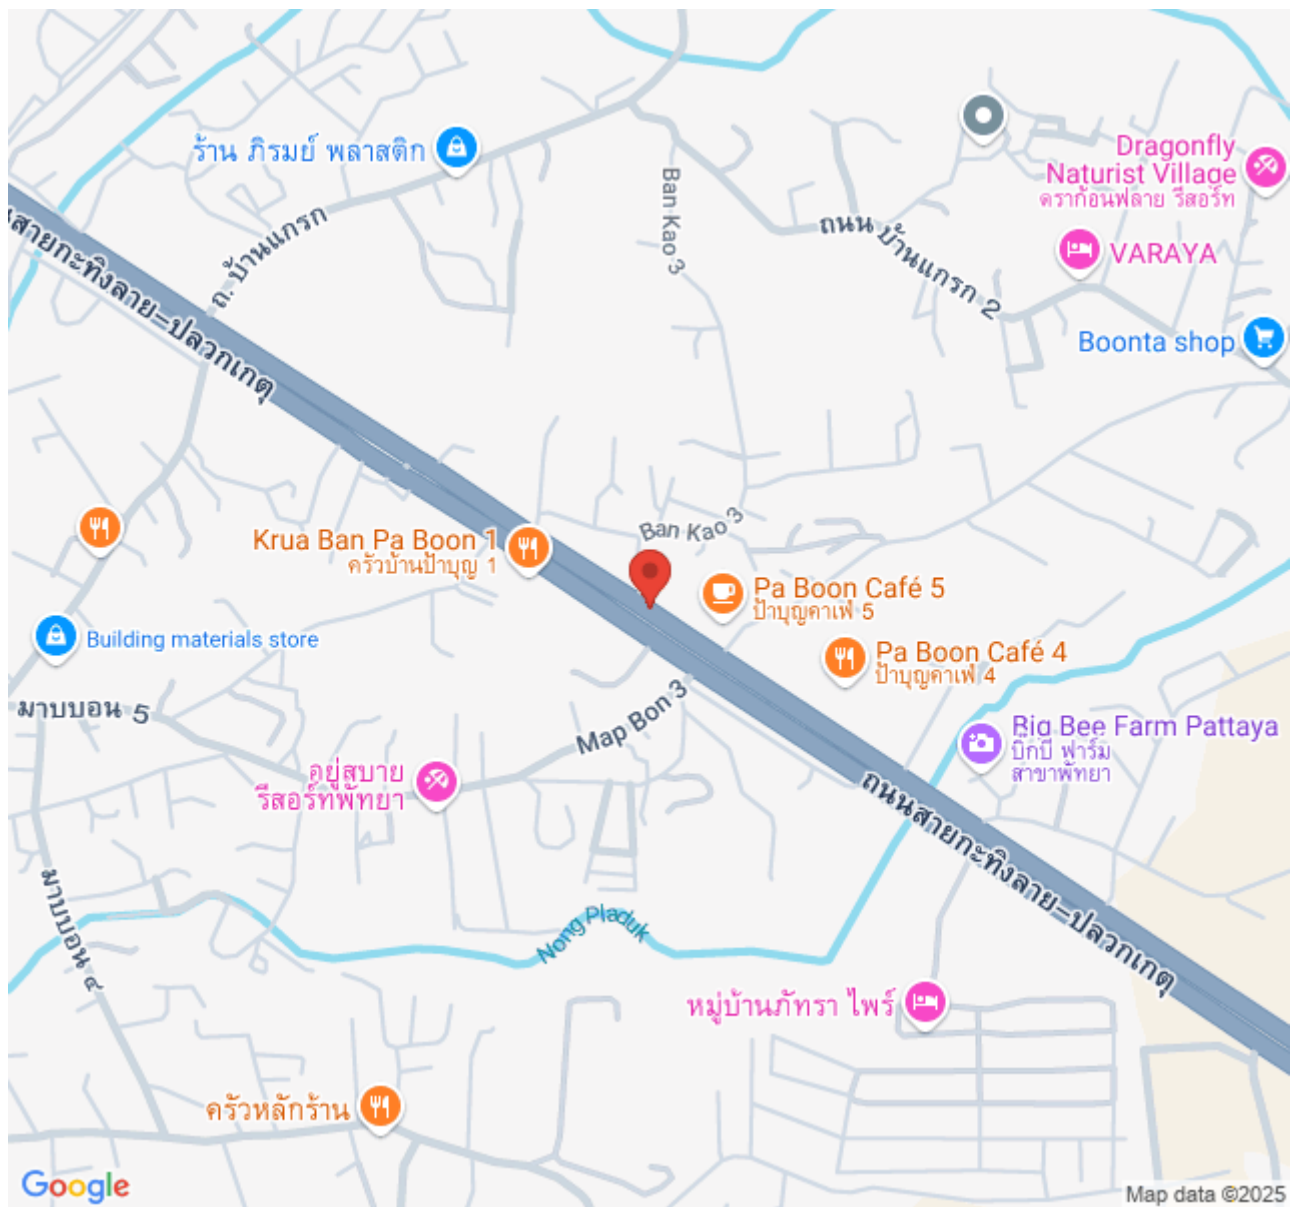 ร้าน ภิรมย์ พลาสติก
Dragonfly
Naturist Village
ดราก้อนฟลาย รีสอร์ท
Ban Kao 3
VARAYA
ถ. บ้านแกรก
ถนน บ้านแกรก 2
นสายกะทิงลาย=ปลวกเกตุ
Boonta shop
Ban Kao 3
Krua Ban Pa Boon 1
ครัวบ้านป้าบุญ 1
Pa Boon Café 5
ป้าบุญคาเฟ่ 5
Building materials store
Pa Boon Café 4
ป้าบุญคาเฟ่ 4
มาบบอน 5
Map Bon 3
Big Bee Farm Pattaya
บิ๊กบี ฟาร์ม
สาขาพัทยา
อยู่สบาย
รีสอร์ทพัทยา
ถนนสายกะทิงลาย=ปลวกเกตุ
มาบบอน ๔
Nong Pladuk
หมู่บ้านภัทรา ไพร์
ครัวหลักร้าน
Google
Map data ©2025